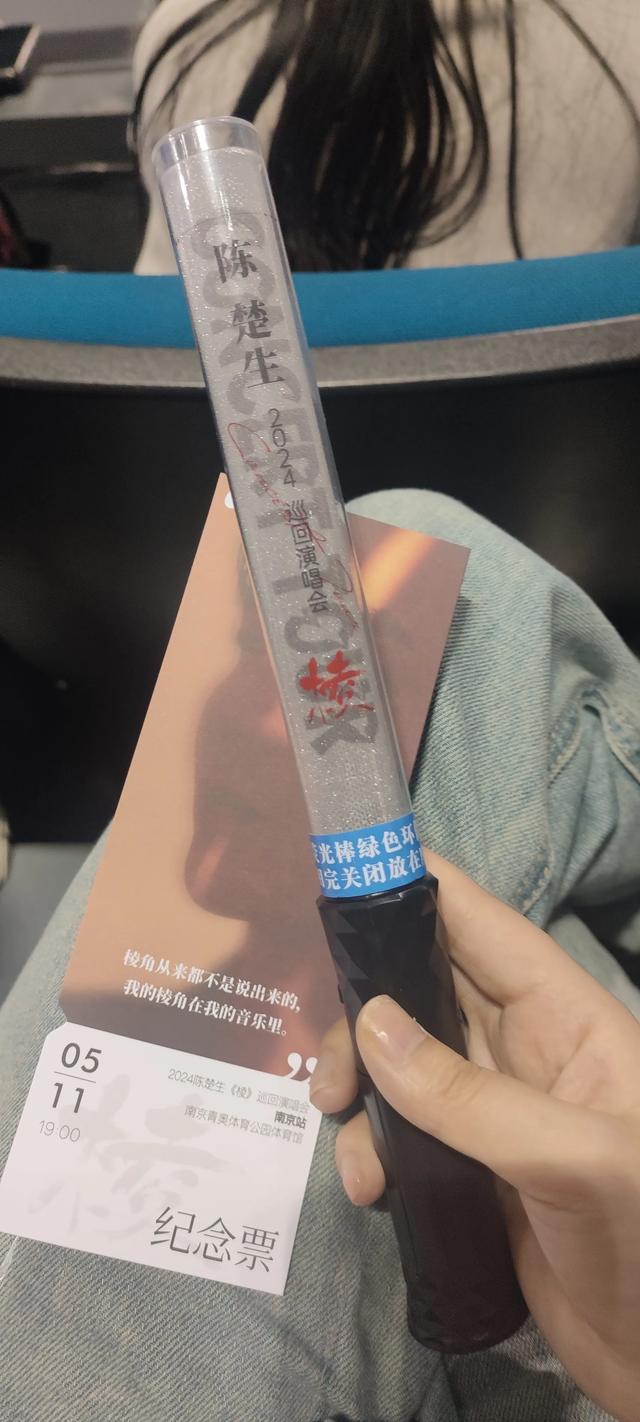 陈楚生
2024 巡回演唱会
CONCERT TOUR
棱
光棒绿色环
完关闭放在
棱角从来都不是说出来的,
我的棱角在我的音乐里。
”
05
11
19:00
2024陈楚生《棱》巡回演唱会
南京站
南京青奥体育公园体育馆
棱
纪念票